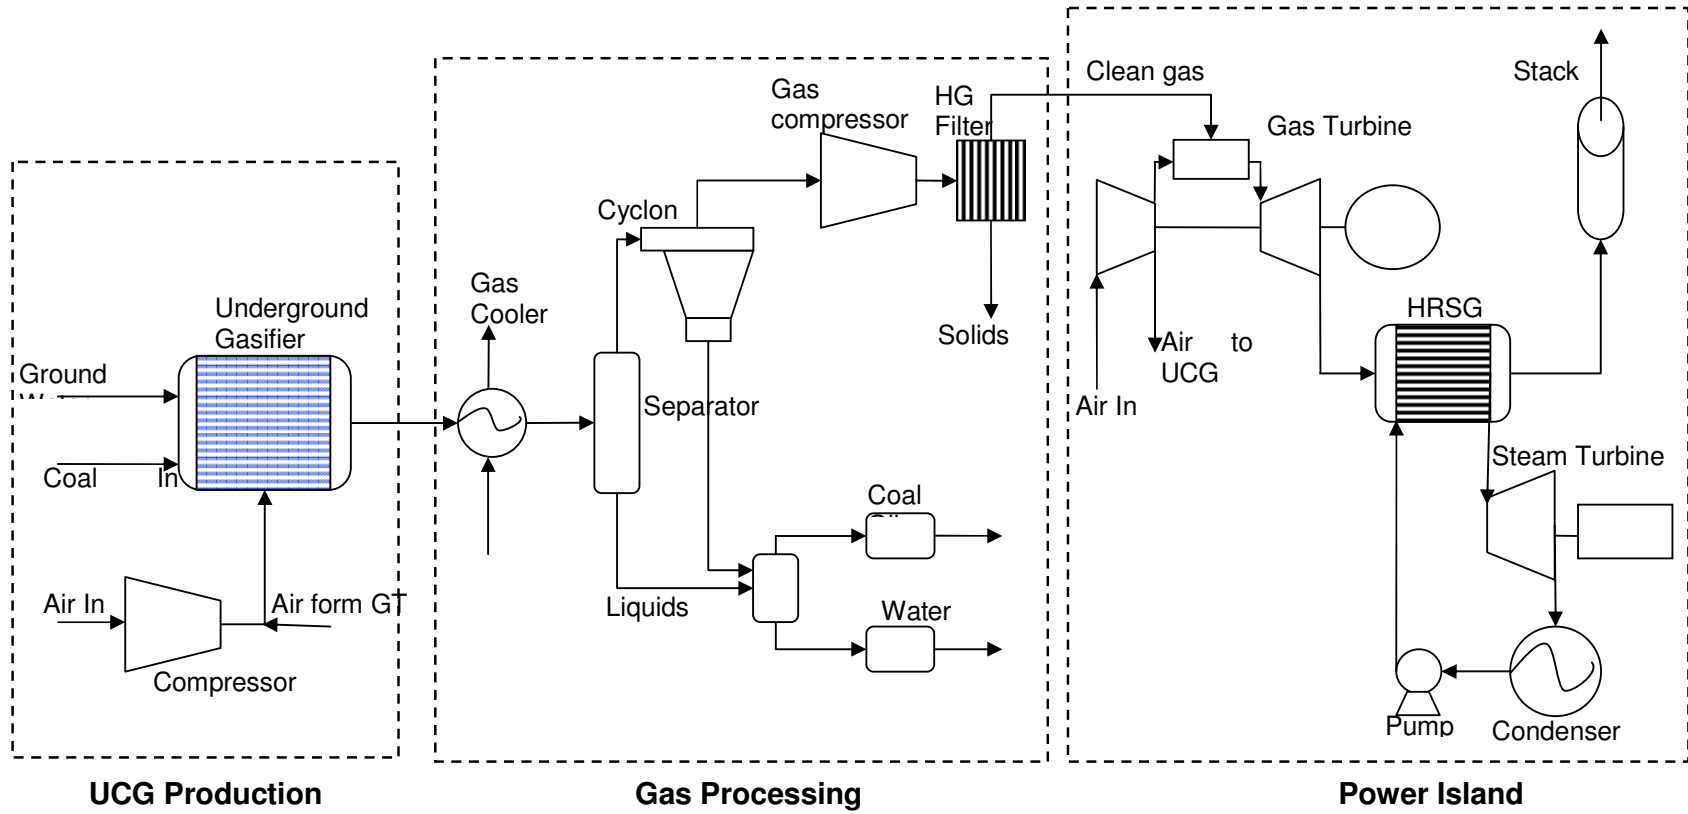 Clean gas
Stack
Gas
compressor
HG
Filter
Gas Turbine
Cyclon
Gas
Cooler
Underground
Gasifier
Solids
HRSG
Air to
UCG
Ground
Separator
Air In
Coal In
Steam Turbine
Coal
Air In
Air form GT
Liquids
Water
Compressor
Pump
Condenser
UCG Production
Gas Processing
Power Island